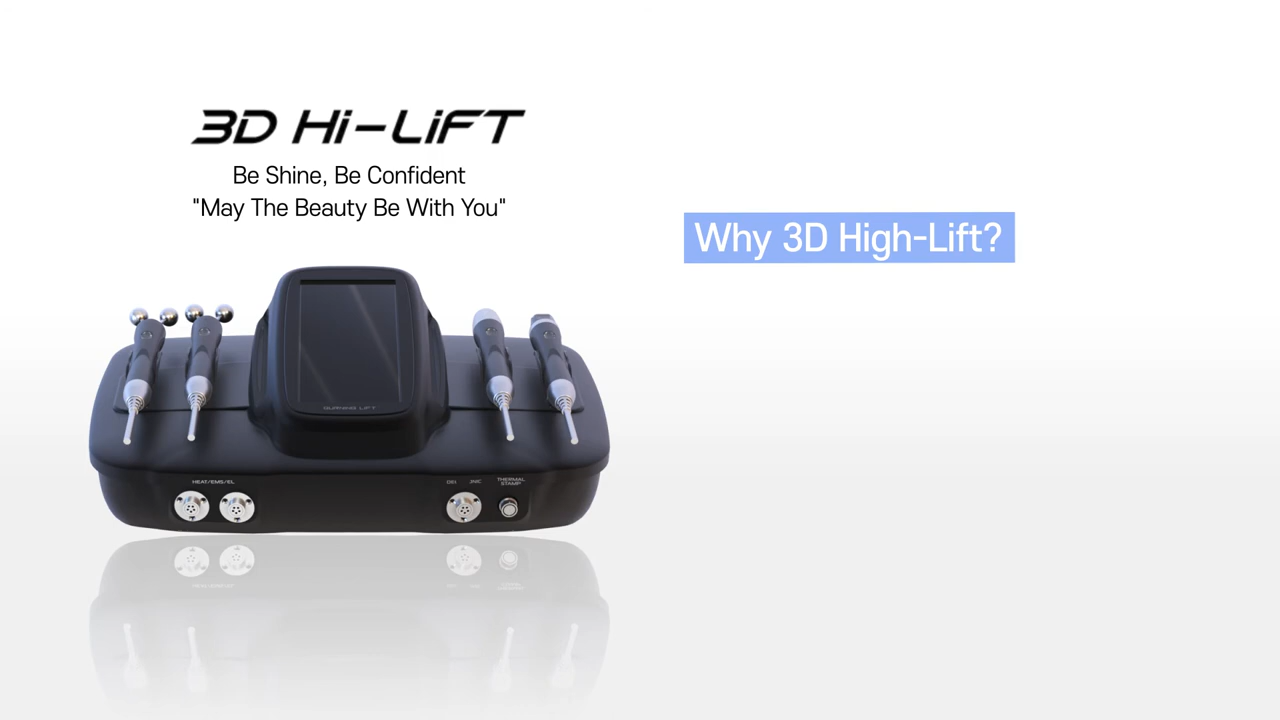 3D Hi-LiFT
Be Shine, Be Confident
"May The Beauty Be With You"
Why 3D High-Lift?
HEAT/EMS/EL
THERMAL
STAMP